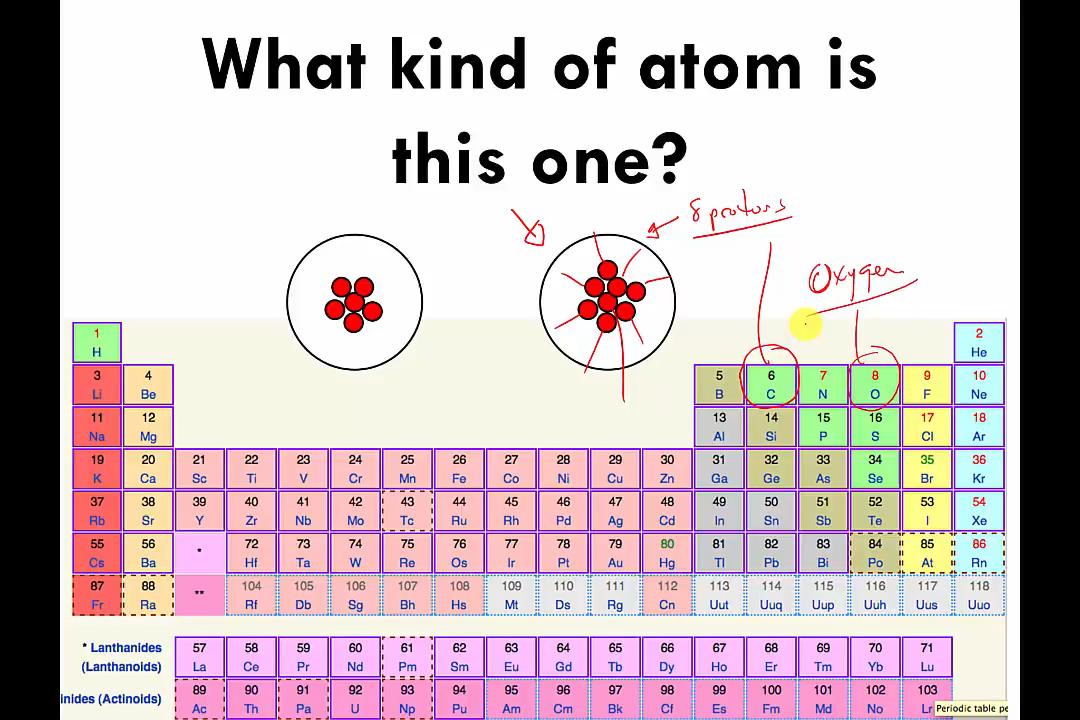 What kind of atom is
this one?
8 protons
Oxygen
1 2
H He
3 4 5 6 7 8 9 10
Li Be B C N O F Ne
11 12 13 14 15 16 17 18
Na Mg Al Si P S Cl Ar
19 20 21 22 23 24 25 26 27 28 29 30 31 32 33 34 35 36
K Ca Sc Ti V Cr Mn Fe Co Ni Cu Zn Ga Ge As Se Br Kr
37 38 39 40 41 42 43 44 45 46 47 48 49 50 51 52 53 54
Rb Sr Y Zr Nb Mo Tc Ru Rh Pd Ag Cd In Sn Sb Te I Xe
55 56 * 72 73 74 75 76 77 78 79 80 81 82 83 84 85 86
Cs Ba Hf Ta W Re Os Ir Pt Au Hg Tl Pb Bi Po At Rn
87 88 ** 104 105 106 107 108 109 110 111 112 113 114 115 116 117 118
Fr Ra Rf Db Sg Bh Hs Mt Ds Rg Cn Uut Uuq Uup Uuh Uus Uuo
* Lanthanides 57 58 59 60 61 62 63 64 65 66 67 68 69 70 71
(Lanthanoids) La Ce Pr Nd Pm Sm Eu Gd Tb Dy Ho Er Tm Yb Lu
inides (Actinoids) 89 90 91 92 93 94 95 96 97 98 99 100 101 102 103
Ac Th Pa U Np Pu Am Cm Bk Cf Es Fm Md No Lr
Periodic table pe